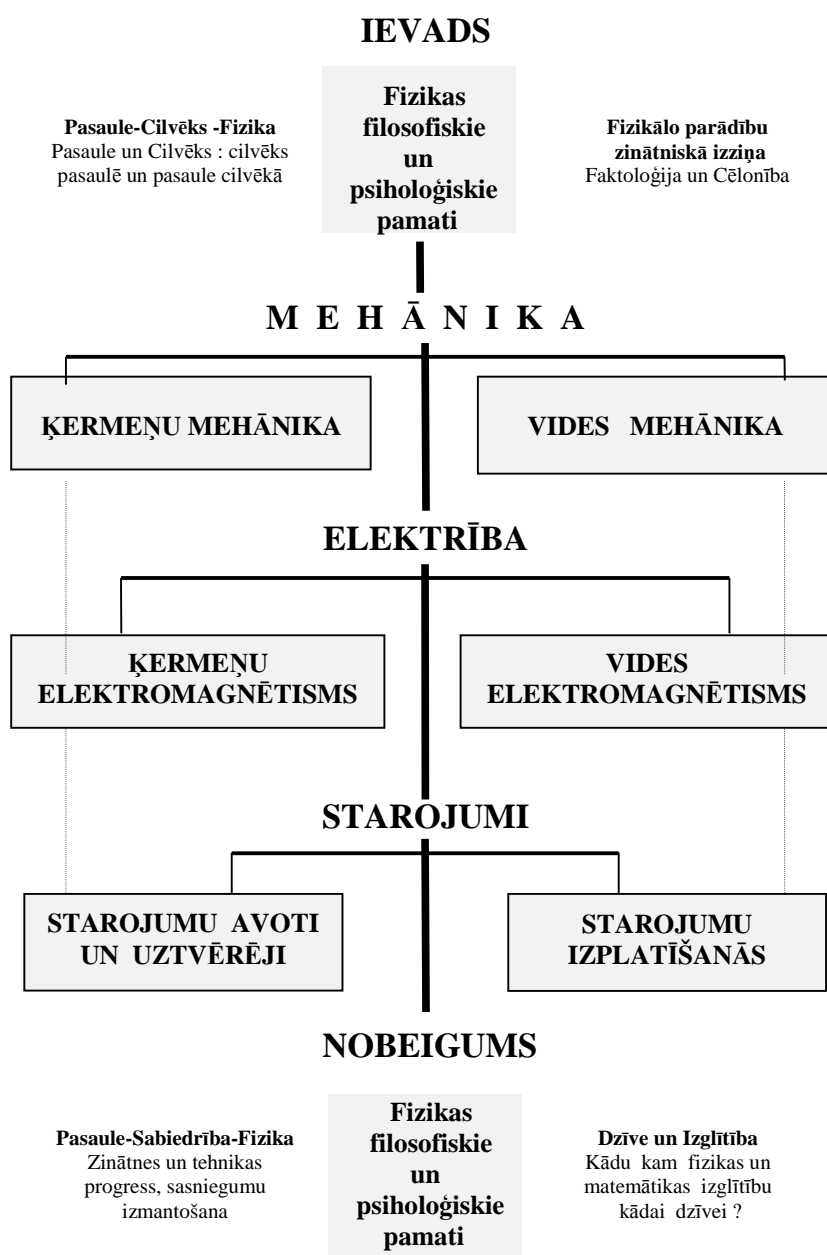 IEVADS
Pasaule-Cilvēks -Fizika
Pasaule un Cilvēks : cilvēks
pasaulē un pasaule cilvēkā
Fizikas
filosofiskie
un
psiholoģiskie
pamati
Fizikālo parādību
zinātniskā izziņa
Faktoloģija un Cēlonība
M E H Ā N I K A
ĶERMEŅU MEHĀNIKA
VIDES MEHĀNIKA
ELEKTRĪBA
ĶERMEŅU
ELEKTROMAGNĒTISMS
VIDES
ELEKTROMAGNĒTISMS
STAROJUMI
STAROJUMU AVOTI
UN UZTVĒRĒJI
STAROJUMU
IZPLATĪŠANĀS
NOBEIGUMS
Pasaule-Sabiedrība-Fizika
Zinātnes un tehnikas
progress, sasniegumu
izmantošana
Fizikas
filosofiskie
un
psiholoģiskie
pamati
Dzīve un Izglītība
Kādu kam fizikas un
matemātikas izglītību
kādai dzīvei ?